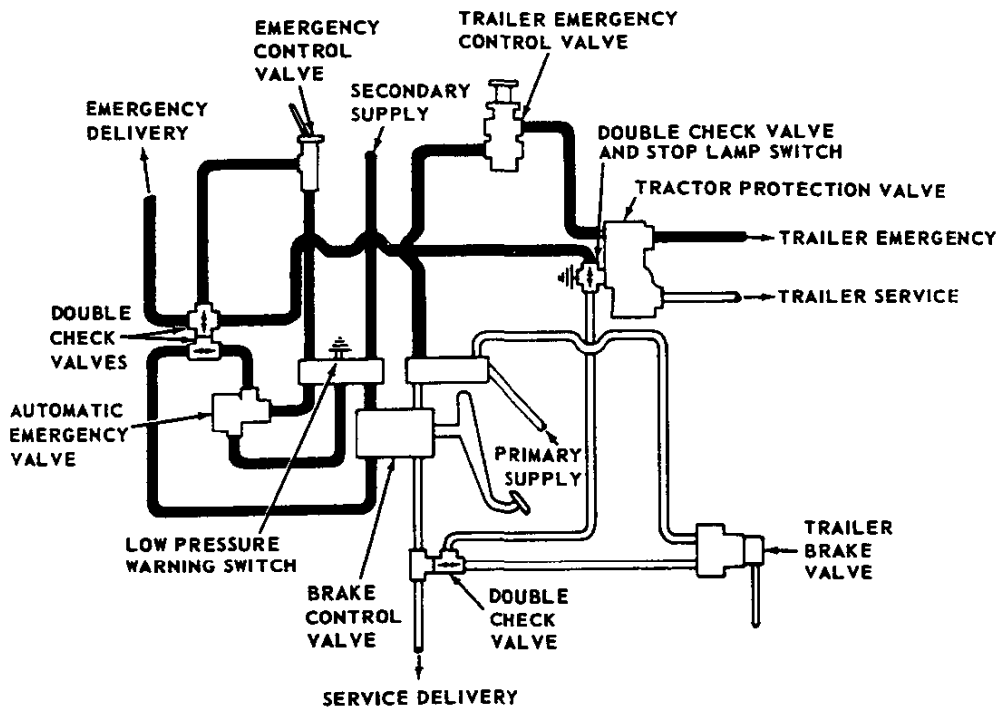 EMERGENCY
CONTROL
VALVE
TRAILER EMERGENCY
CONTROL VALVE
SECONDARY
SUPPLY
EMERGENCY
DELIVERY
DOUBLE CHECK VALVE
AND STOP LAMP SWITCH
TRACTOR PROTECTION VALVE
TRAILER EMERGENCY
TRAILER SERVICE
DOUBLE
CHECK
VALVES
AUTOMATIC
EMERGENCY
VALVE
PRIMARY
SUPPLY
LOW PRESSURE
WARNING SWITCH
BRAKE
CONTROL
VALVE
DOUBLE
CHECK
VALVE
TRAILER
BRAKE
VALVE
SERVICE DELIVERY